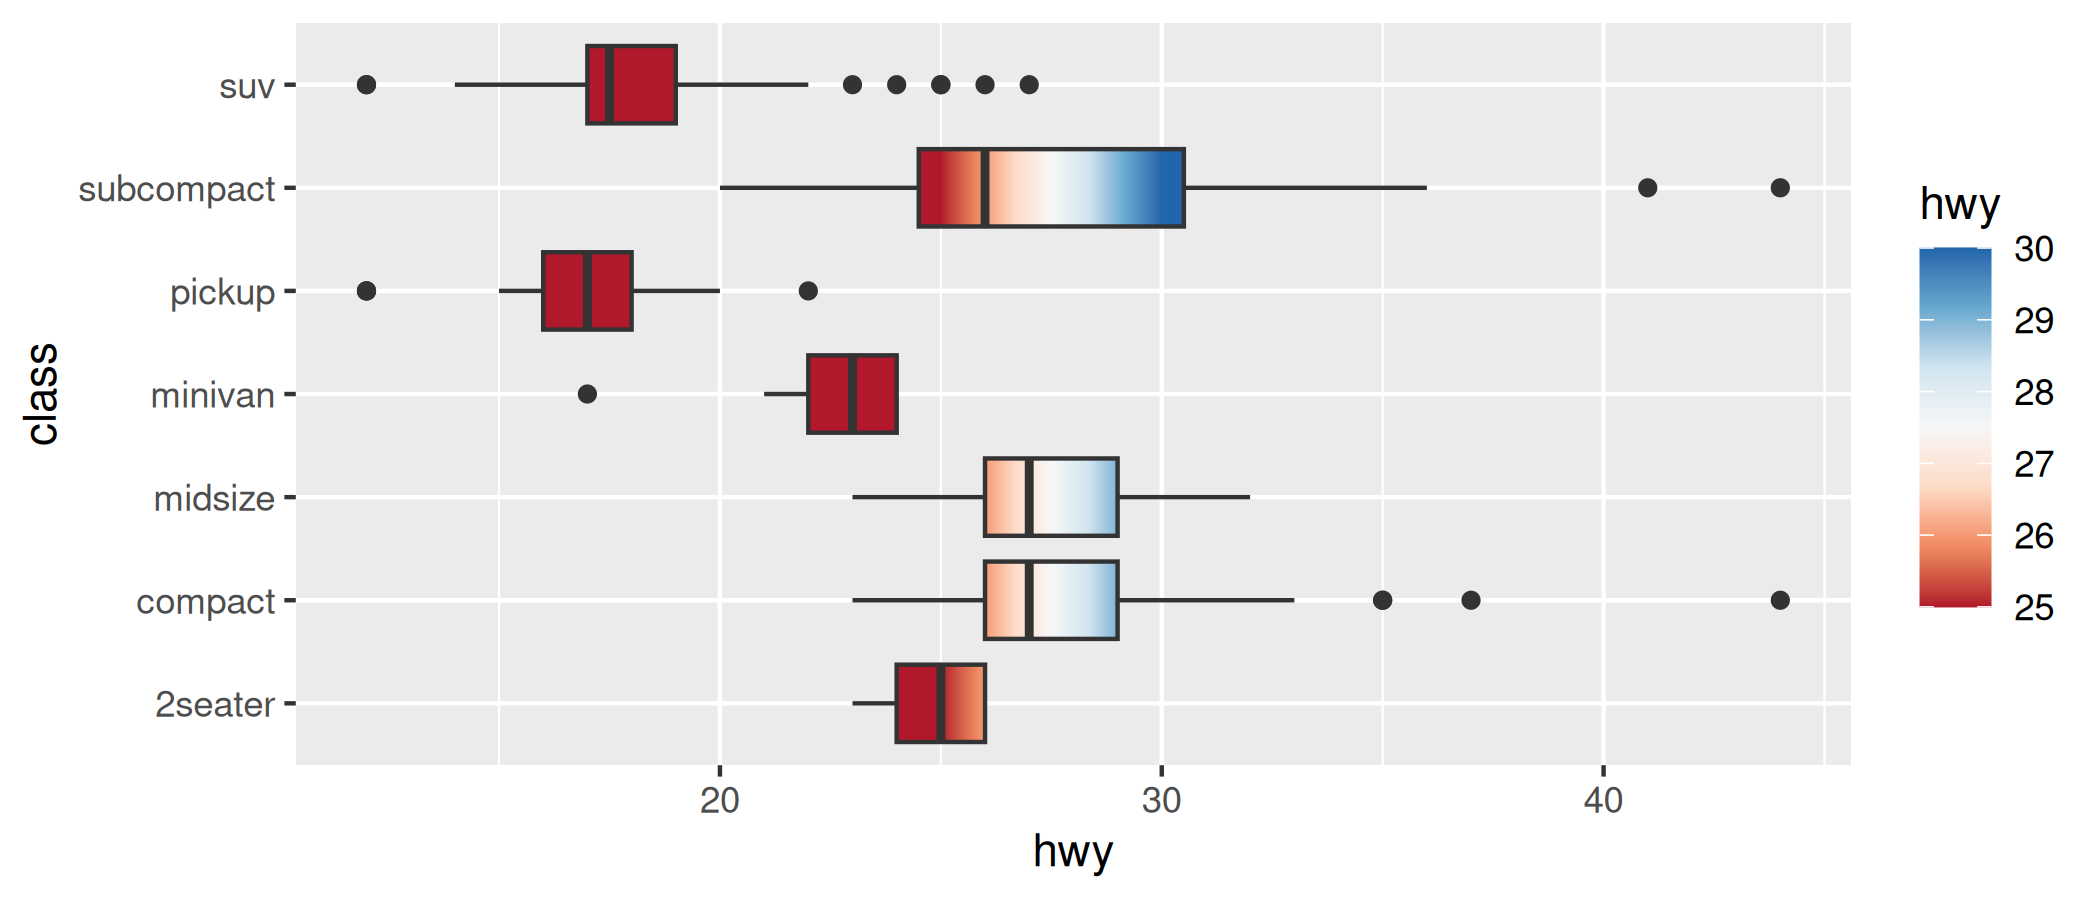 suv
subcompact
pickup
minivan
midsize
compact
2seater
class
20 30 40
hwy
hwy
30
29
28
27
26
25